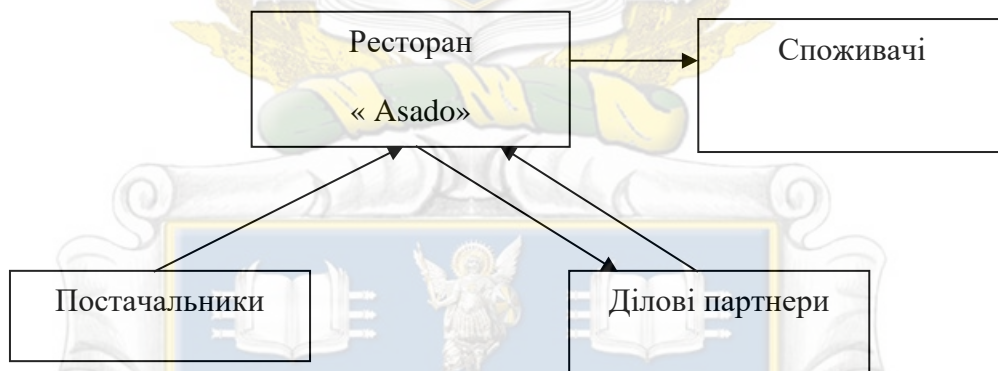 Ресторан
« Asado»
Споживачі
Постачальники
Ділові партнери